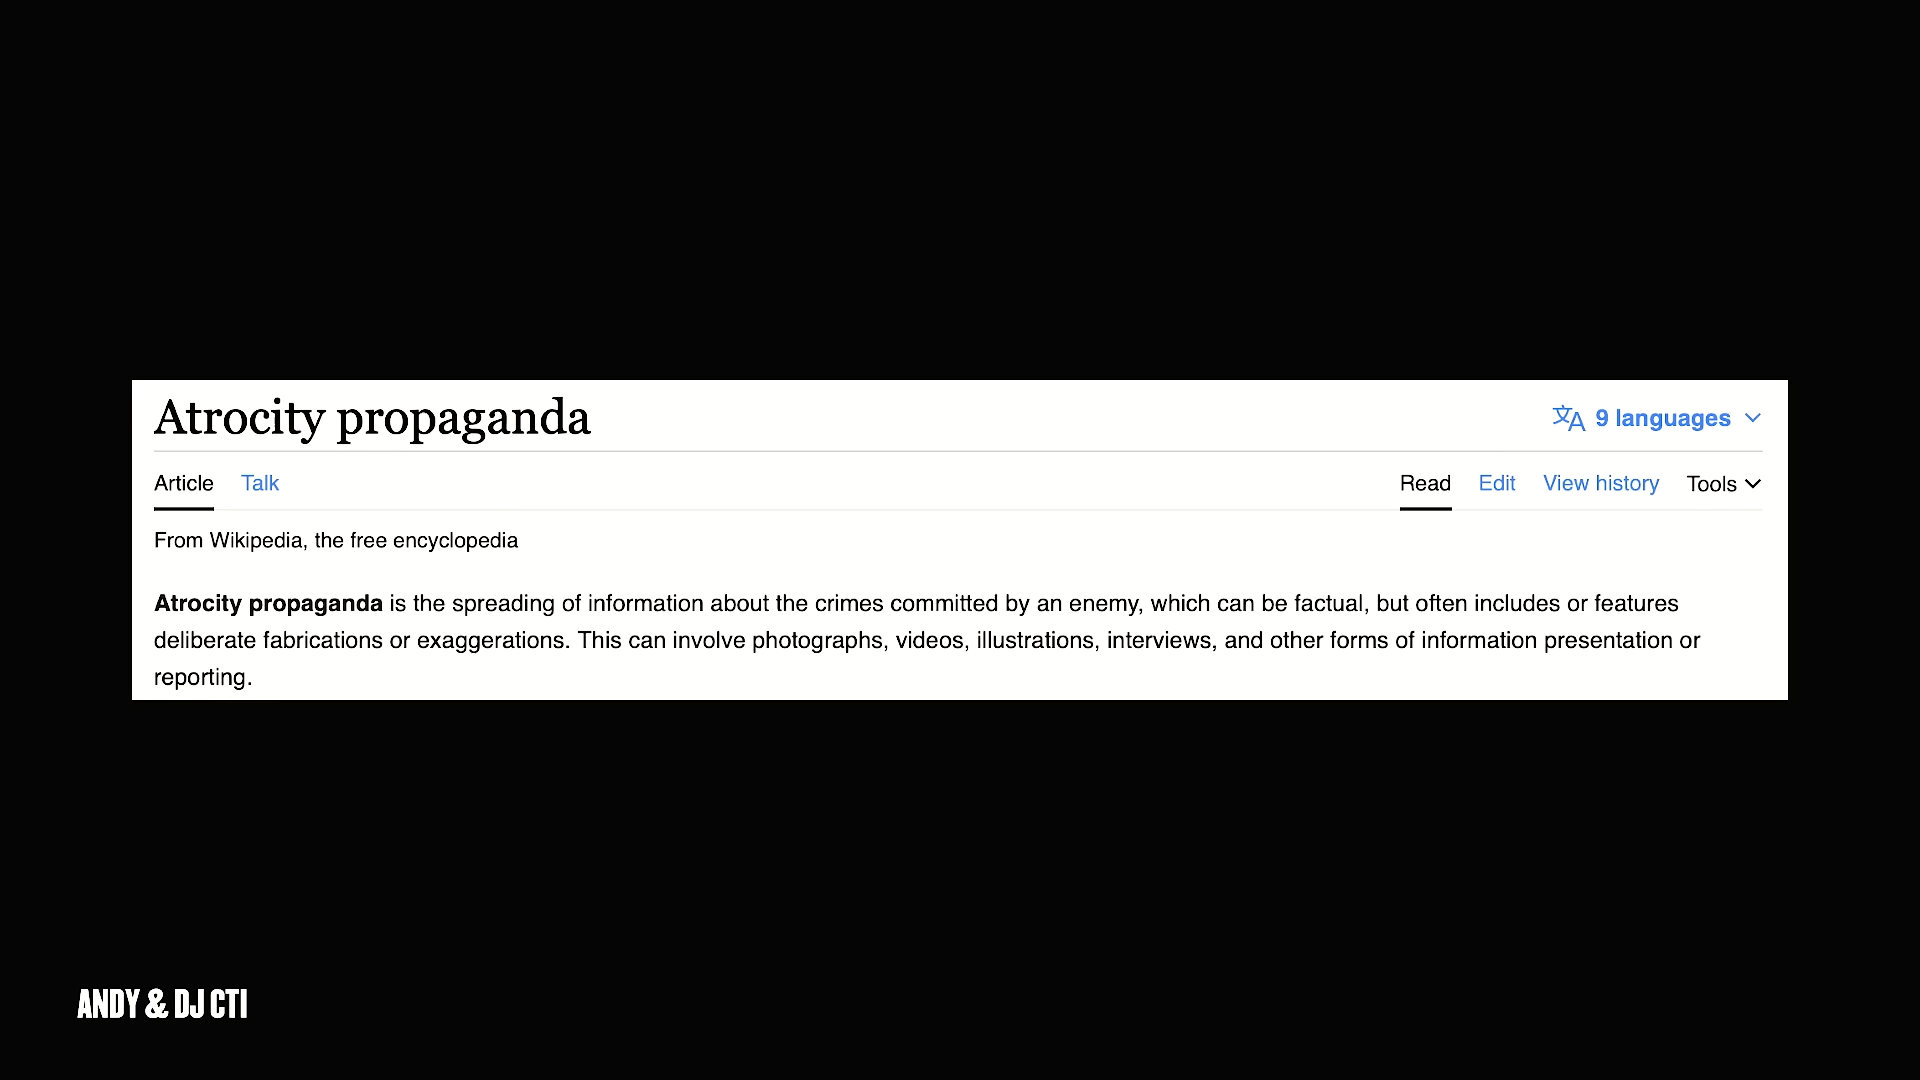 Atrocity propaganda
文A 9 languages
Article Talk Read Edit View history Tools
From Wikipedia, the free encyclopedia
Atrocity propaganda is the spreading of information about the crimes committed by an enemy, which can be factual, but often includes or features
deliberate fabrications or exaggerations. This can involve photographs, videos, illustrations, interviews, and other forms of information presentation or
reporting.
ANDY & DJ CTI